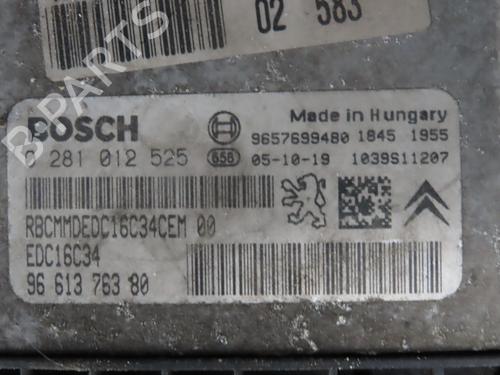 02 583
BOSCH
Made in Hungary
9657699480 1845 1955
0 281 012 525 656 05-10-19 1039S11207
RBCMMDEDC16C34CEM 00
EDC16C34
96 613 763 80